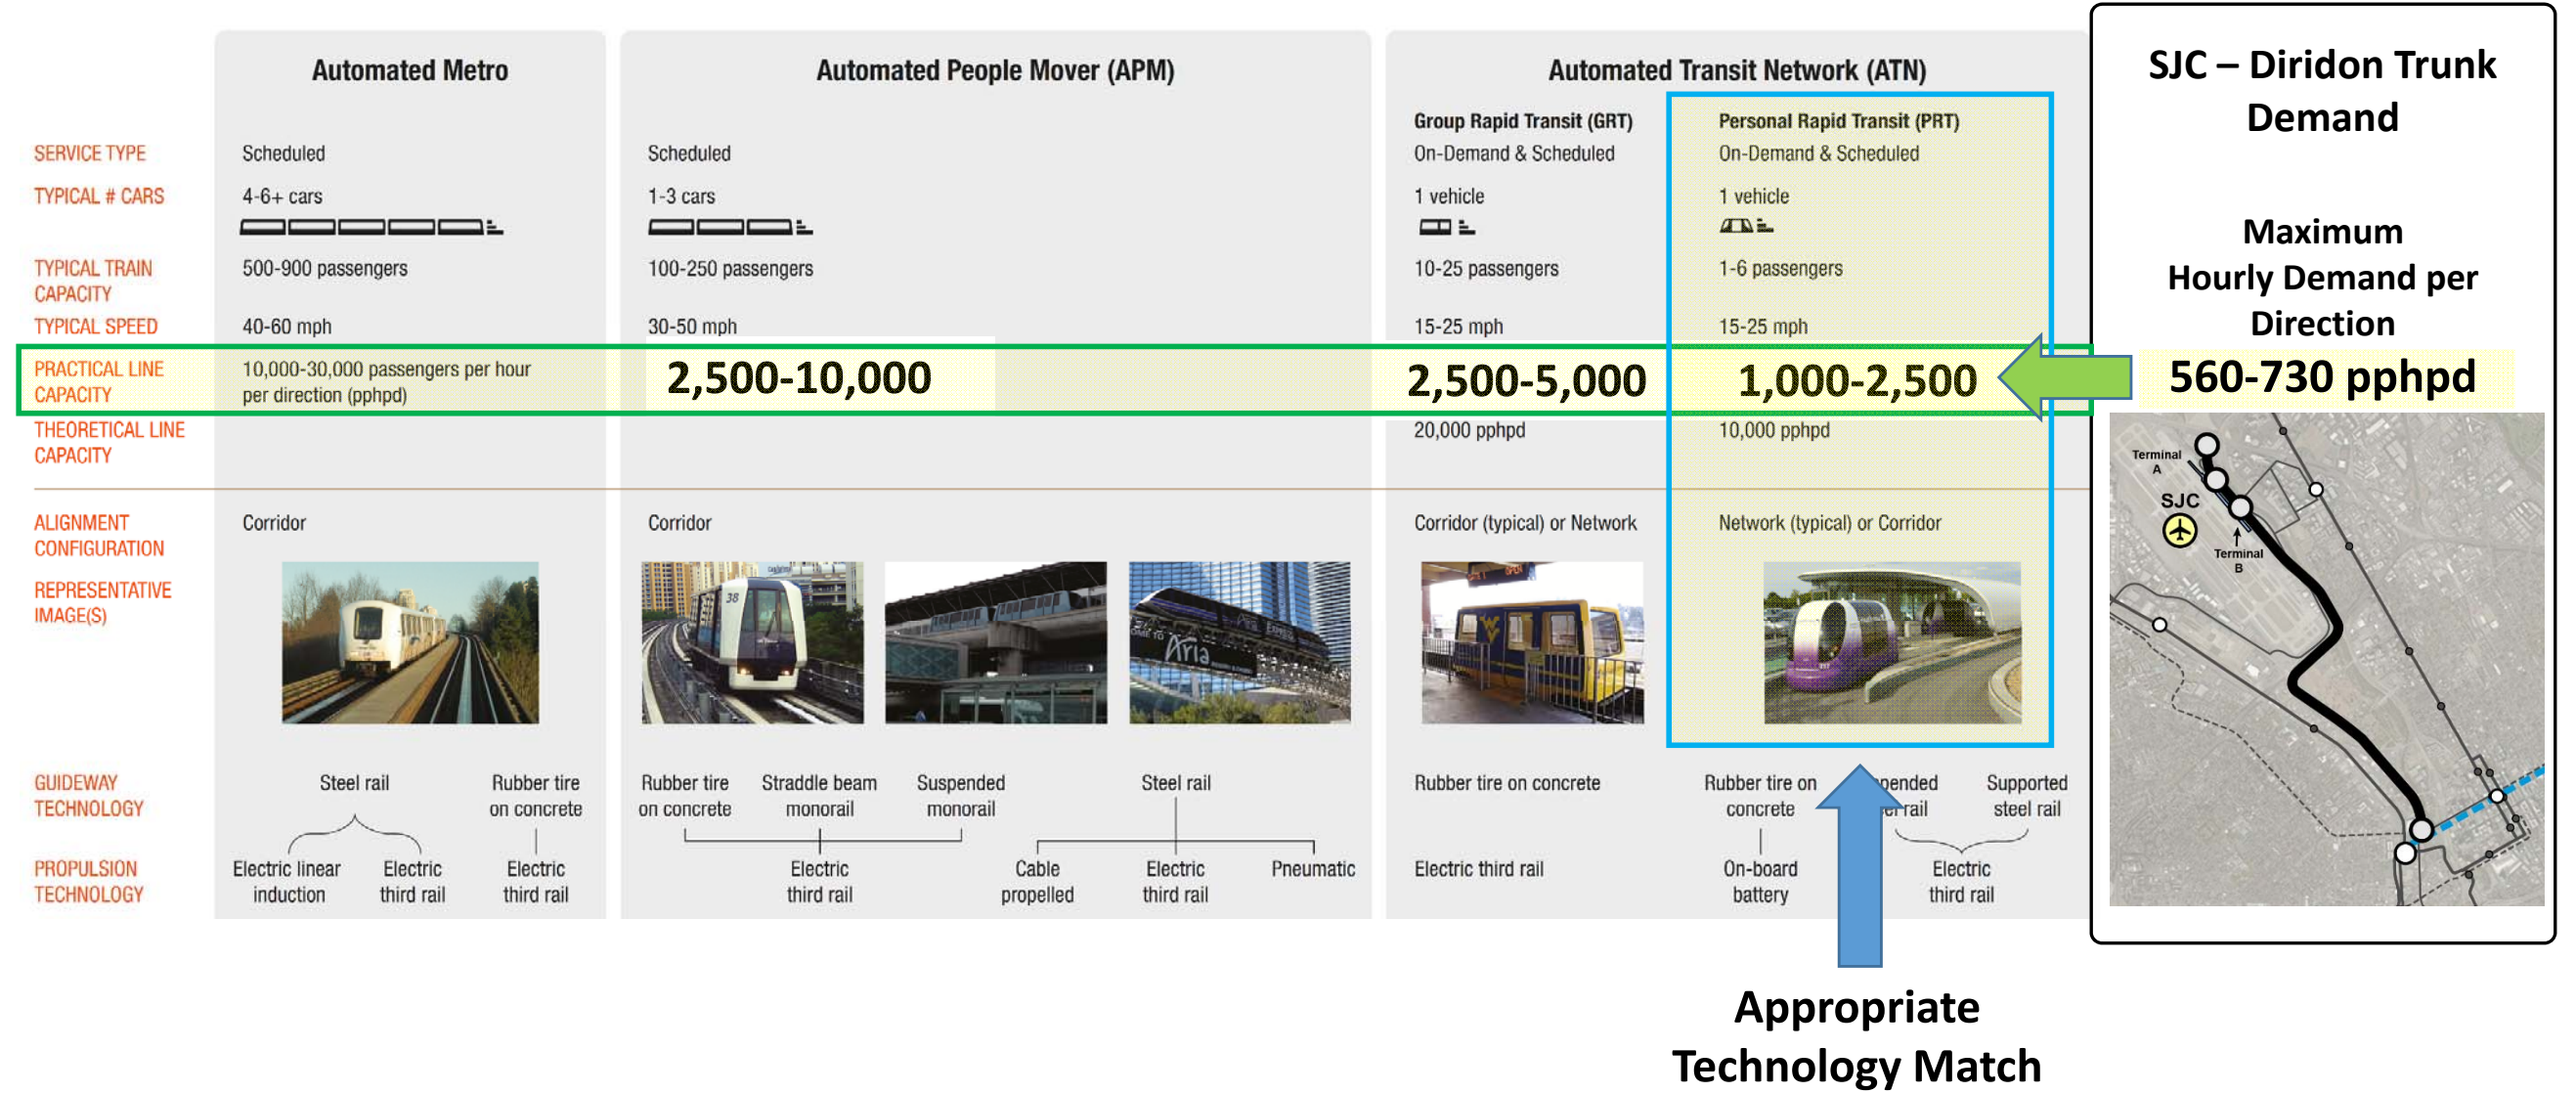 Automated Metro
Automated People Mover (APM)
Automated Transit Network (ATN)
Group Rapid Transit (GRT)
Personal Rapid Transit (PRT)
SERVICE TYPE
Scheduled
Scheduled
On-Demand & Scheduled
On-Demand & Scheduled
TYPICAL # CARS
4-6+ cars
1-3 cars
1 vehicle
1 vehicle
TYPICAL TRAIN
CAPACITY
500-900 passengers
100-250 passengers
10-25 passengers
1-6 passengers
TYPICAL SPEED
40-60 mph
30-50 mph
15-25 mph
15-25 mph
PRACTICAL LINE
CAPACITY
10,000-30,000 passengers per hour
per direction (pphpd)
2,500-10,000
2,500-5,000
1,000-2,500
THEORETICAL LINE
CAPACITY
20,000 pphpd
10,000 pphpd
ALIGNMENT
CONFIGURATION
Corridor
Corridor
Corridor (typical) or Network
Network (typical) or Corridor
REPRESENTATIVE
IMAGE(S)
38
Aria
WV
GUIDEWAY
TECHNOLOGY
Steel rail
Rubber tire
on concrete
Rubber tire
on concrete
Straddle beam
monorail
Suspended
monorail
Steel rail
Rubber tire on concrete
Rubber tire on
concrete
pended
rail
Supported
steel rail
PROPULSION
TECHNOLOGY
Electric linear
induction
Electric
third rail
Electric
third rail
Electric
third rail
Cable
propelled
Electric
third rail
Pneumatic
Electric third rail
On-board
battery
Electric
third rail
Appropriate
Technology Match
SJC – Diridon Trunk
Demand
Maximum
Hourly Demand per
Direction
560-730 pphpd
Terminal
A
SJC
Terminal
B